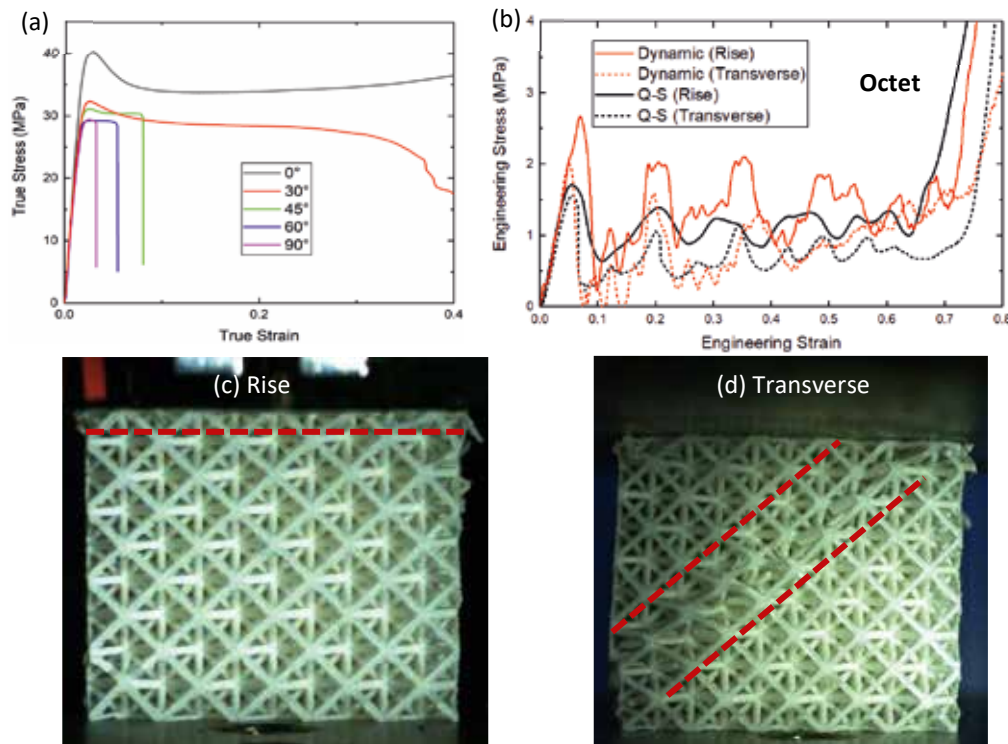 (a)
True Stress (MPa)
40
30
20
10
0
0.0
0.2
0.4
True Strain
0°
30°
45°
60°
90°
(b)
Engineering Stress (MPa)
4
3
2
1
0
0.0 0.1 0.2 0.3 0.4 0.5 0.6 0.7 0.8
Engineering Strain
Dynamic (Rise)
Dynamic (Transverse)
Q-S (Rise)
Q-S (Transverse)
Octet
(c) Rise
(d) Transverse